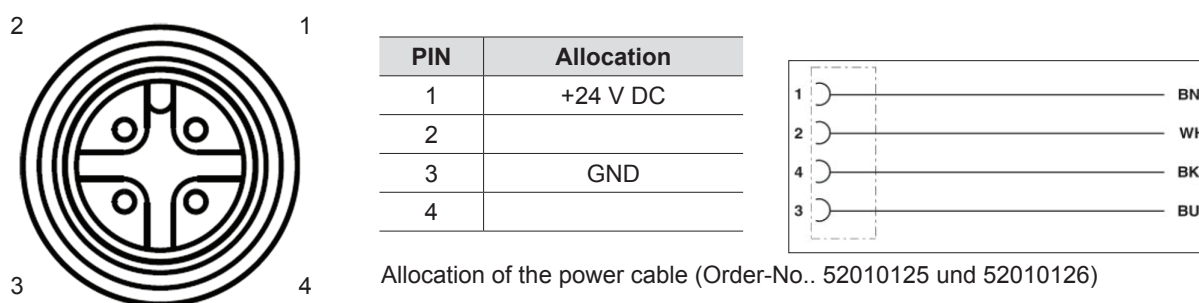 2 1
3 4
PIN Allocation
1 +24 V DC
2
3 GND
4
1 BN
2 WH
4 BK
3 BU
Allocation of the power cable (Order-No.. 52010125 und 52010126)